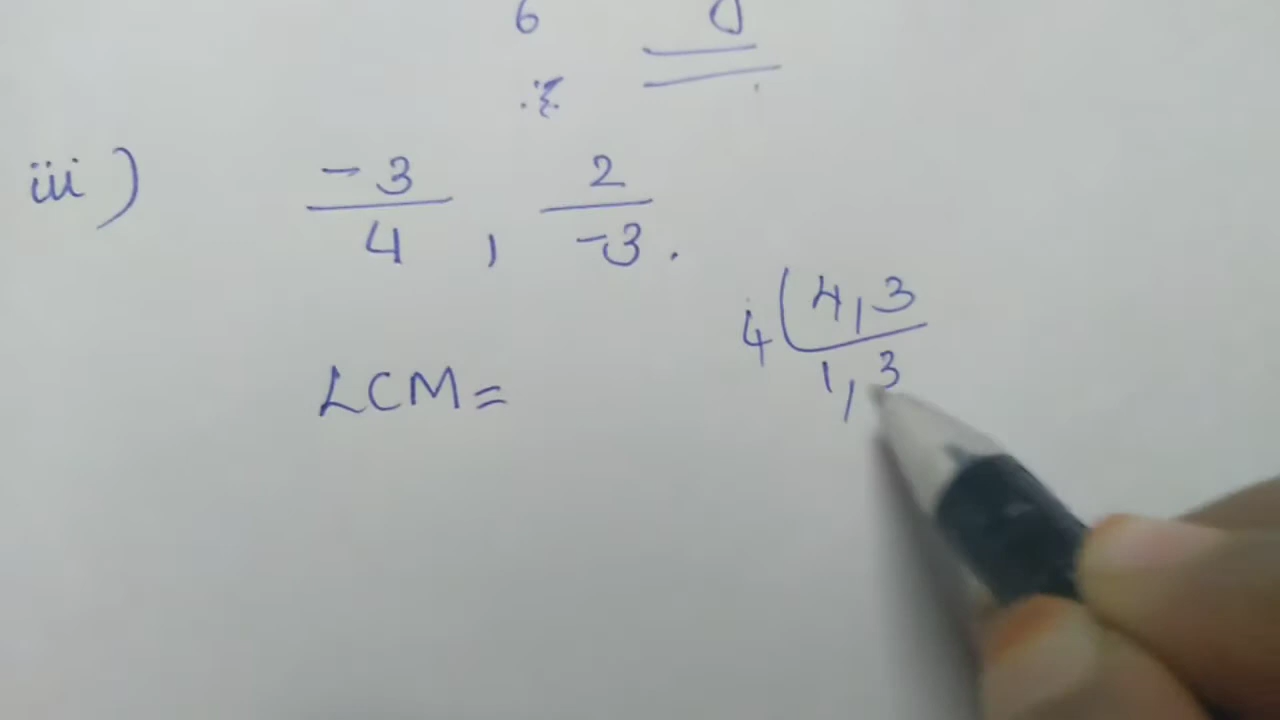 6
iii) -3/4 , 2/-3 .
4 ( 4,3
LCM = 1,3